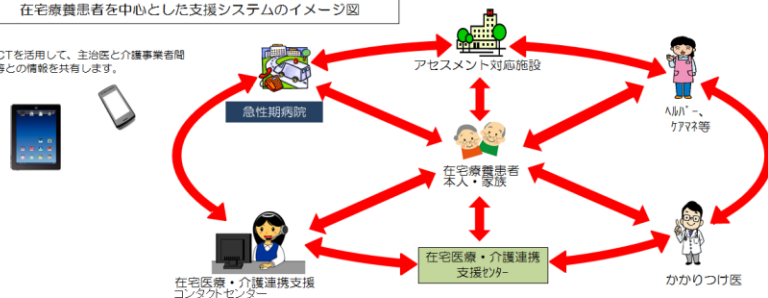 在宅療養患者を中心とした支援システムのイメージ図
CTを活用して、主治医と介護事業者間
等との情報を共有します。
アセスメント対応施設
急性期病院
ﾍﾙﾊﾟｰ、
ｹｱﾏﾈ等
在宅療養患者
本人・家族
在宅医療・介護連携
支援ｾﾝﾀｰ
在宅医療・介護連携支援
コンタクトセンター
かかりつけ医